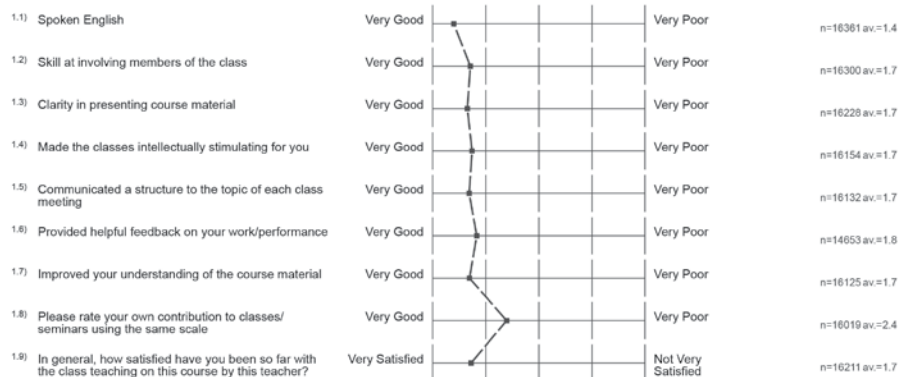 1.1) Spoken English Very Good Very Poor n=16361 av.=1.4
1.2) Skill at involving members of the class Very Good Very Poor n=16300 av.=1.7
1.3) Clarity in presenting course material Very Good Very Poor n=16228 av.=1.7
1.4) Made the classes intellectually stimulating for you Very Good Very Poor n=16154 av.=1.7
1.5) Communicated a structure to the topic of each class Very Good Very Poor n=16132 av.=1.7
meeting
1.6) Provided helpful feedback on your work/performance Very Good Very Poor n=14653 av.=1.8
1.7) Improved your understanding of the course material Very Good Very Poor n=16125 av.=1.7
1.8) Please rate your own contribution to classes/ Very Good Very Poor n=16019 av.=2.4
seminars using the same scale
1.9) In general, how satisfied have you been so far with Very Satisfied Not Very n=16211 av.=1.7
the class teaching on this course by this teacher? Satisfied